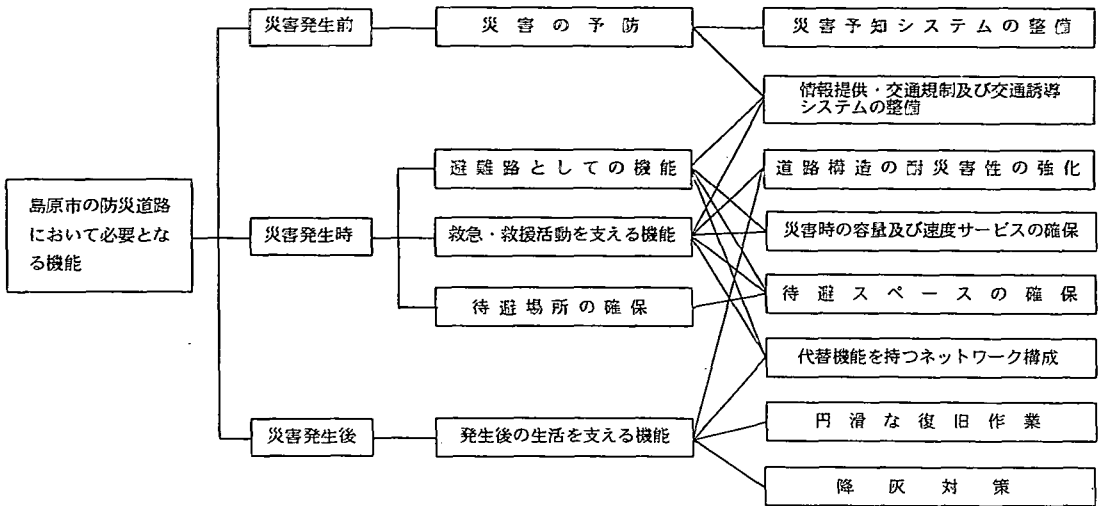 島原市の防災道路
において必要とな
る機能
災害発生前
災害の予防
災害予知システムの整備
情報提供・交通規制及び交通誘導
システムの整備
災害発生時
避難路としての機能
救急・救援活動を支える機能
待避場所の確保
道路構造の耐災害性の強化
災害時の容量及び速度サービスの確保
待避スペースの確保
代替機能を持つネットワーク構成
災害発生後
発生後の生活を支える機能
円滑な復旧作業
降灰対策